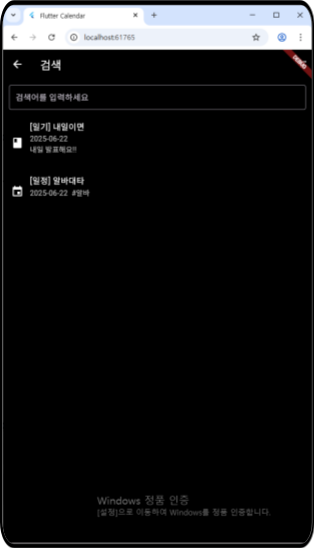 Flutter Calendar
localhost:61765
검색
DEBUG
검색어를 입력하세요
[일기] 내일이면
2025-06-22
내일 발표해요!!
[일정] 알바대타
2025-06-22 #알바
Windows 정품 인증
[설정]으로 이동하여 Windows를 정품 인증합니다.